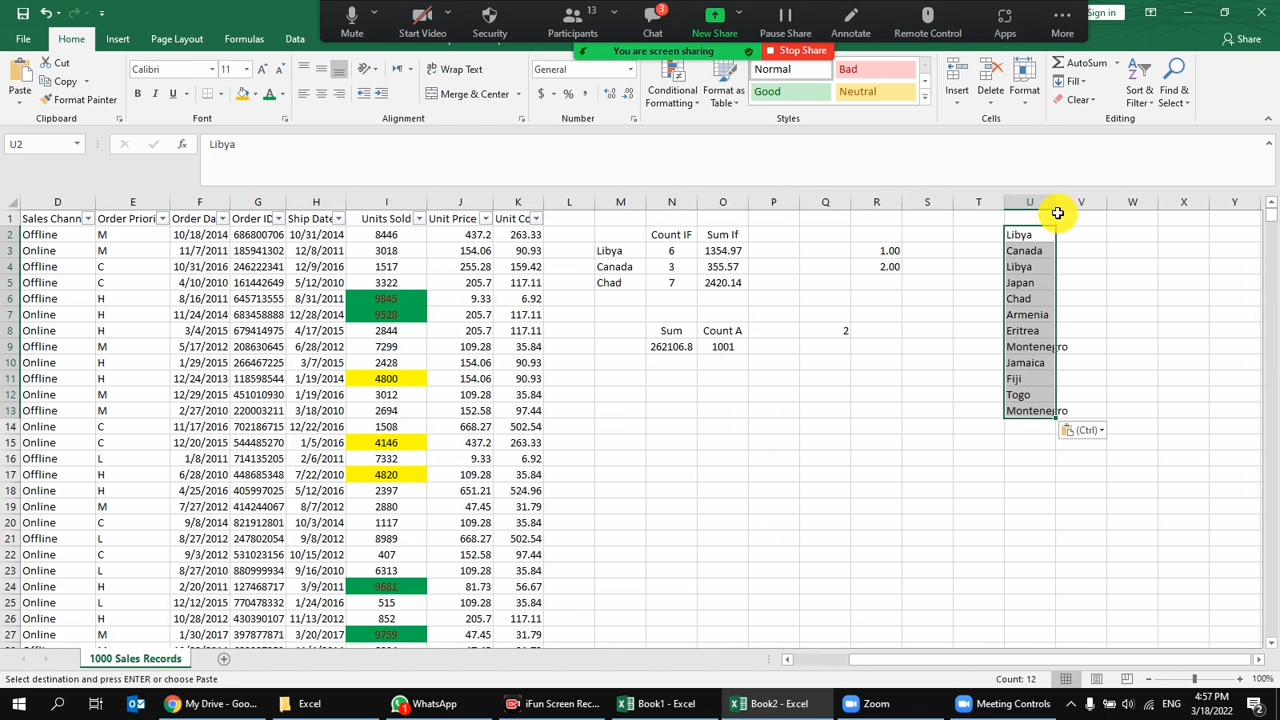 Mute
Start Video
Security
13
Participants
3
Chat
New Share
Pause Share
Annotate
Remote Control
Apps
More
Sign in
You are screen sharing
Stop Share
File
Home
Insert
Page Layout
Formulas
Data
Share
Paste
Cut
Copy
Format Painter
Clipboard
Calibri
11
B I U
Font
Wrap Text
Merge & Center
Alignment
General
$ % ,
Number
Conditional Formatting
Format as Table
Normal
Bad
Good
Neutral
Styles
Insert
Delete
Format
Cells
AutoSum
Fill
Clear
Sort & Filter
Find & Select
Editing
U2
fx
Libya
D E F G H I J K L M N O P Q R S T U V W X Y
1 Sales Chann Order Priori Order Da Order ID Ship Date Units Sold Unit Price Unit Co
2 Offline M 10/18/2014 686800706 10/31/2014 8446 437.2 263.33 Count IF Sum If Libya
3 Online M 11/7/2011 185941302 12/8/2011 3018 154.06 90.93 Libya 6 1354.97 1.00 Canada
4 Offline C 10/31/2016 246222341 12/9/2016 1517 255.28 159.42 Canada 3 355.57 2.00 Libya
5 Offline C 4/10/2010 161442649 5/12/2010 3322 205.7 117.11 Chad 7 2420.14 Japan
6 Offline H 8/16/2011 645713555 8/31/2011 9845 9.33 6.92 Chad
7 Online H 11/24/2014 683458888 12/28/2014 9528 205.7 117.11 Armenia
8 Online H 3/4/2015 679414975 4/17/2015 2844 205.7 117.11 Sum Count A 2 Eritrea
9 Offline M 5/17/2012 208630645 6/28/2012 7299 109.28 35.84 262106.8 1001 Montenegro
10 Online H 1/29/2015 266467225 3/7/2015 2428 154.06 90.93 Jamaica
11 Offline H 12/24/2013 118598544 1/19/2014 4800 154.06 90.93 Fiji
12 Online M 12/29/2015 451010930 1/19/2016 3012 109.28 35.84 Togo
13 Offline M 2/27/2010 220003211 3/18/2010 2694 152.58 97.44 Montenegro
14 Online C 11/17/2016 702186715 12/22/2016 1508 668.27 502.54
(Ctrl)
15 Online C 12/20/2015 544485270 1/5/2016 4146 437.2 263.33
16 Offline L 1/8/2011 714135205 2/6/2011 7332 9.33 6.92
17 Offline H 6/28/2010 448685348 7/22/2010 4820 109.28 35.84
18 Online H 4/25/2016 405997025 5/12/2016 2397 651.21 524.96
19 Online M 7/27/2012 414244067 8/7/2012 2880 47.45 31.79
20 Online C 9/8/2014 821912801 10/3/2014 1117 109.28 35.84
21 Offline L 8/27/2012 247802054 9/8/2012 8989 668.27 502.54
22 Online C 9/3/2012 531023156 10/15/2012 407 152.58 97.44
23 Online L 8/27/2010 880999934 9/16/2010 6313 109.28 35.84
24 Online H 2/20/2011 127468717 3/9/2011 9681 81.73 56.67
25 Online L 12/12/2015 770478332 1/24/2016 515 109.28 35.84
26 Online H 10/28/2012 430390107 11/13/2012 852 205.7 117.11
27 Online M 1/30/2017 397877871 3/20/2017 9759 47.45 31.79
1000 Sales Records
Select destination and press ENTER or choose Paste
Count: 12
100%
My Drive - Goo...
Excel
WhatsApp
iFun Screen Rec...
Book1 - Excel
Book2 - Excel
Zoom
Meeting Controls
ENG
4:57 PM
3/18/2022